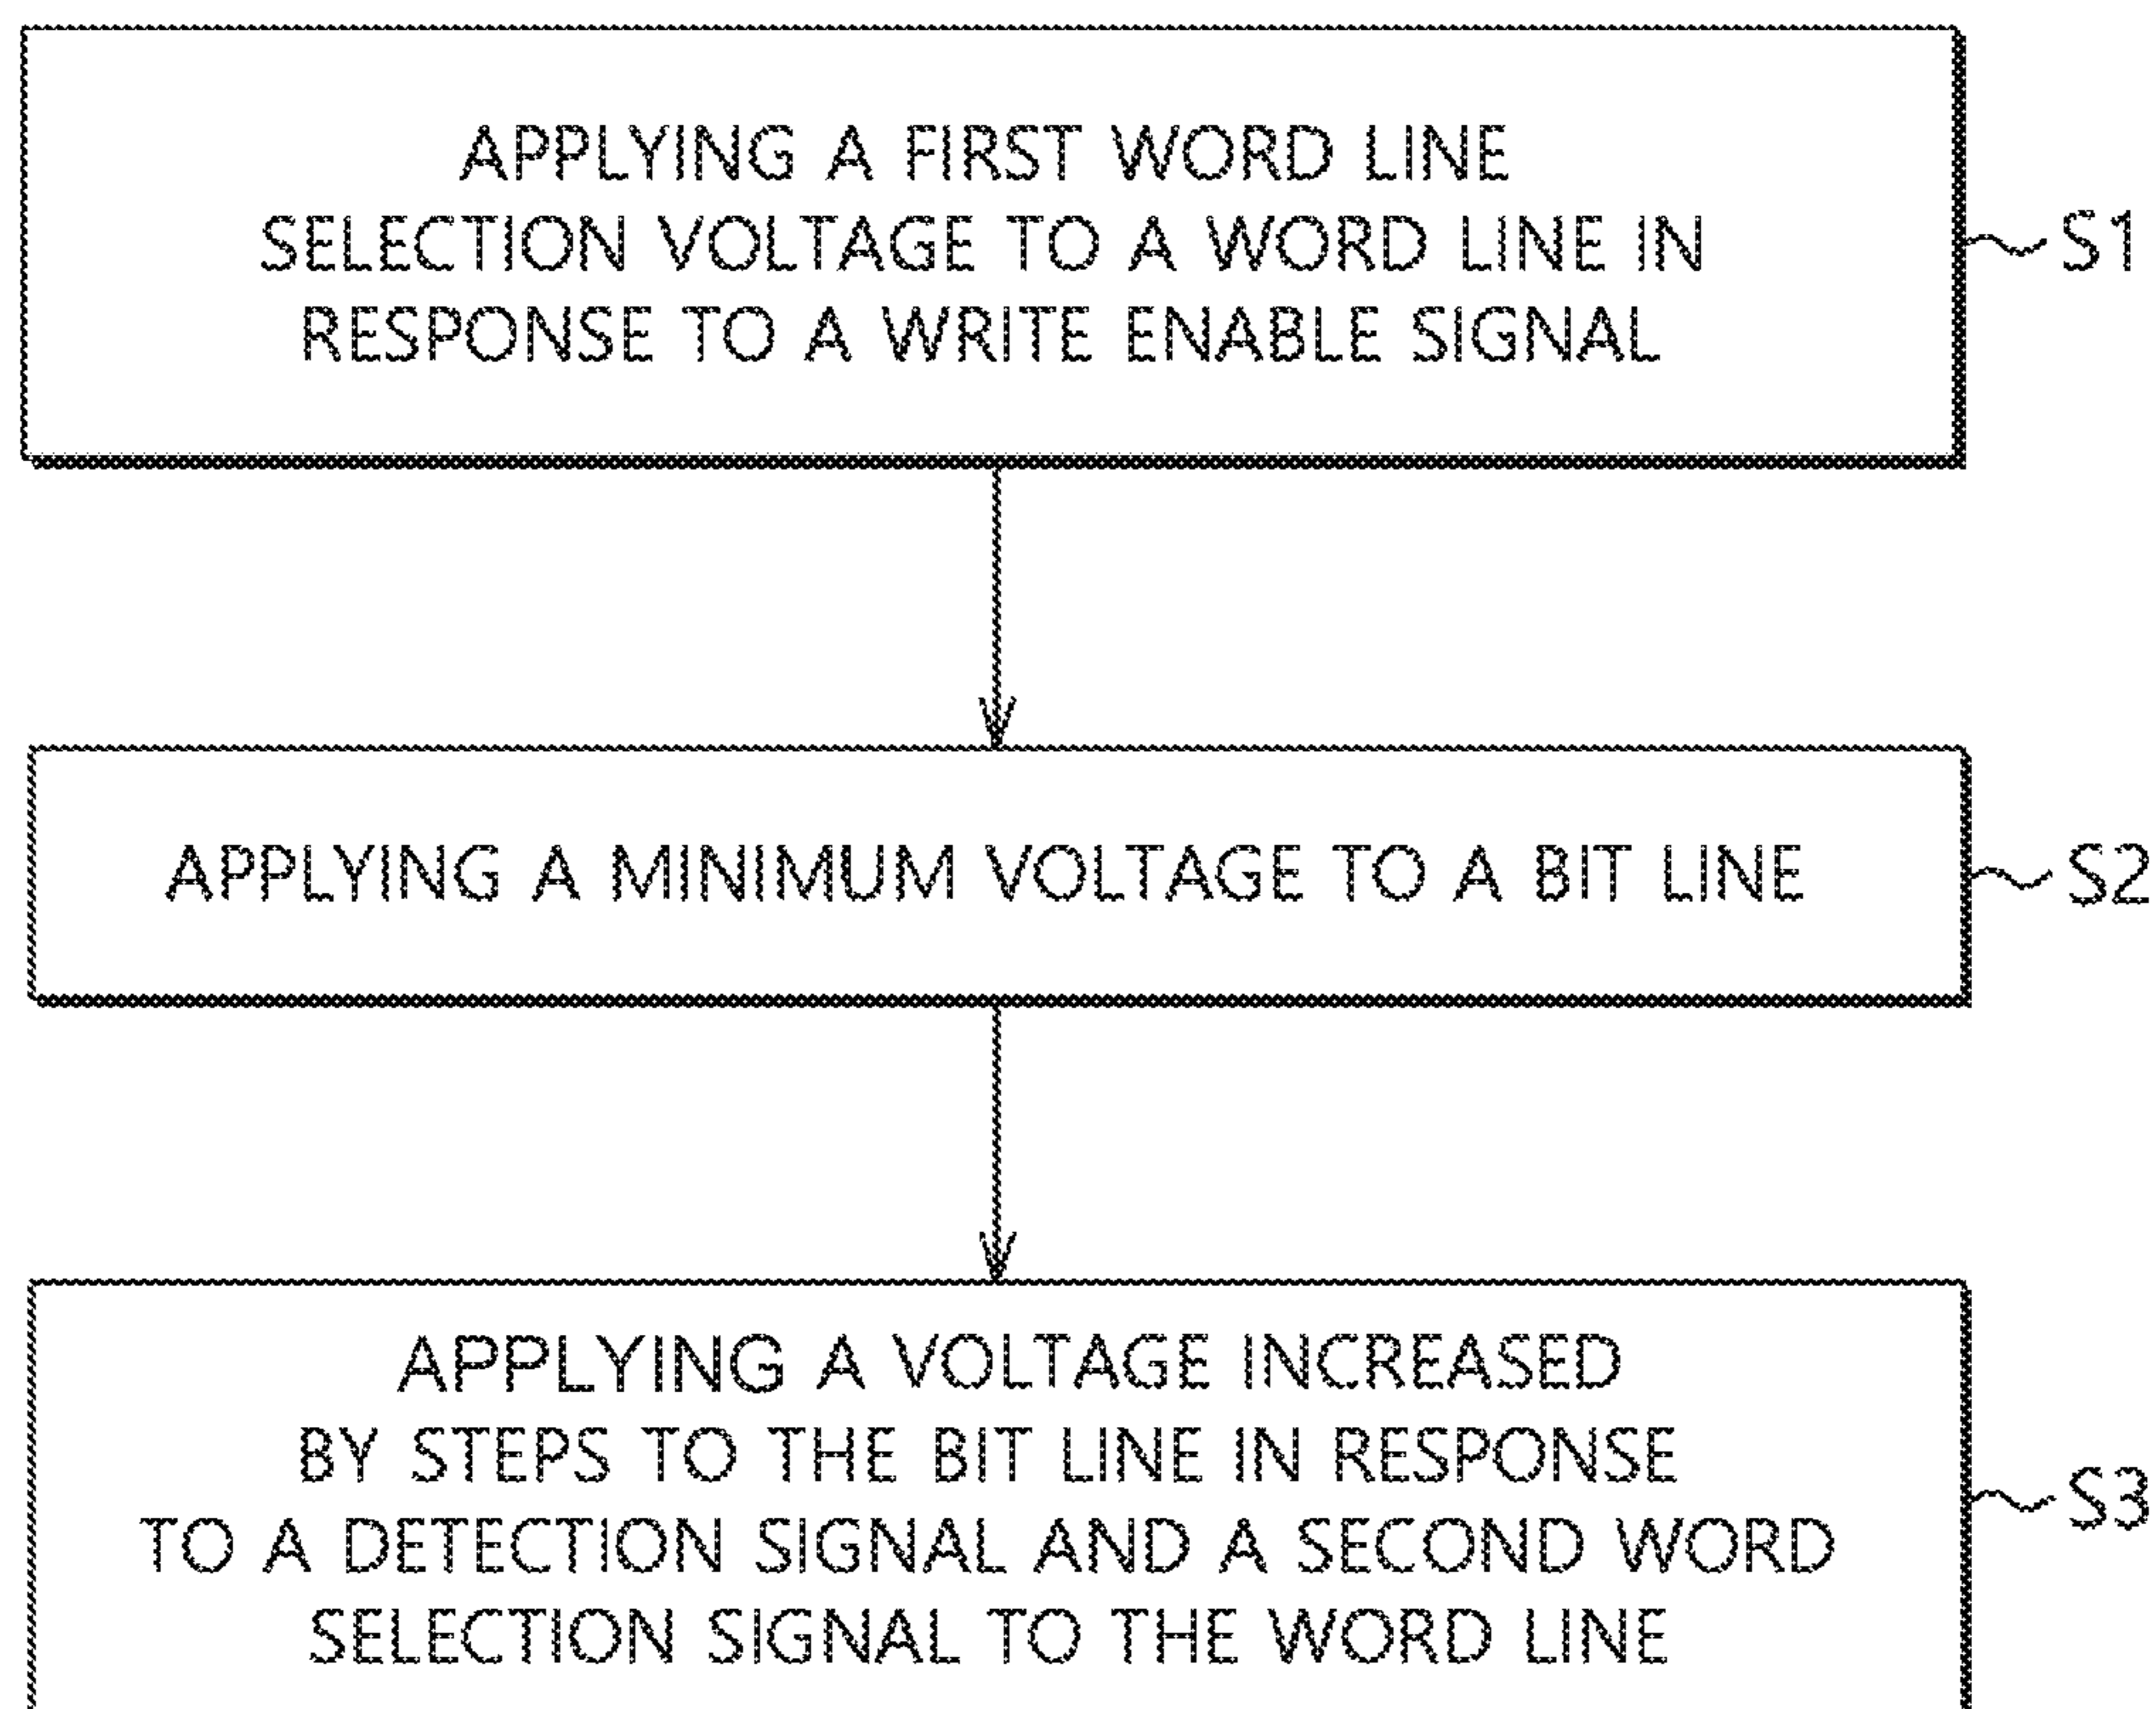 APPLYING A FIRST WORD LINE
SELECTION VOLTAGE TO A WORD LINE IN
RESPONSE TO A WRITE ENABLE SIGNAL
S1
APPLYING A MINIMUM VOLTAGE TO A BIT LINE
S2
APPLYING A VOLTAGE INCREASED
BY STEPS TO THE BIT LINE IN RESPONSE
TO A DETECTION SIGNAL AND A SECOND WORD
SELECTION SIGNAL TO THE WORD LINE
S3